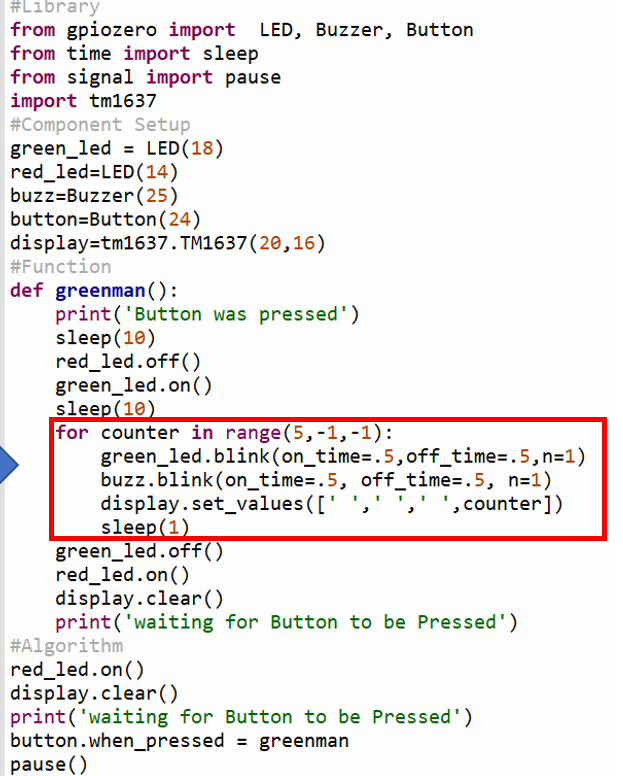 #Library
from gpiozero import  LED, Buzzer, Button
from time import sleep
from signal import pause
import tm1637
#Component Setup
green_led = LED(18)
red_led=LED(14)
buzz=Buzzer(25)
button=Button(24)
display=tm1637.TM1637(20,16)
#Function
def greenman():
    print('Button was pressed')
    sleep(10)
    red_led.off()
    green_led.on()
    sleep(10)
    for counter in range(5,-1,-1):
        green_led.blink(on_time=.5,off_time=.5,n=1)
        buzz.blink(on_time=.5, off_time=.5, n=1)
        display.set_values([' ',' ',' ',counter])
        sleep(1)
    green_led.off()
    red_led.on()
    display.clear()
    print('waiting for Button to be Pressed')
#Algorithm
red_led.on()
display.clear()
print('waiting for Button to be Pressed')
button.when_pressed = greenman
pause()